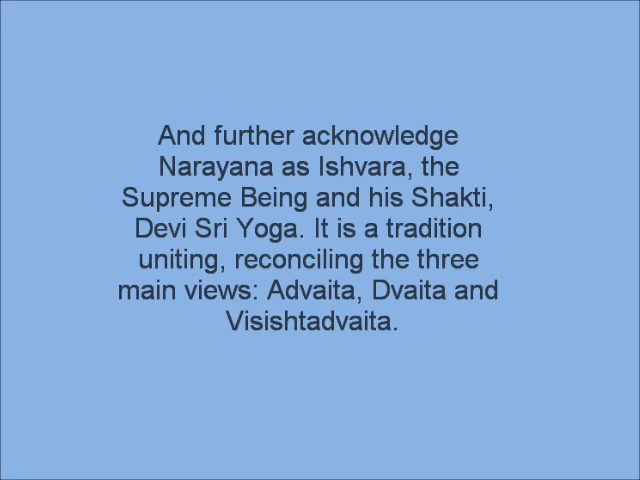 And further acknowledge
Narayana as Ishvara, the
Supreme Being and his Shakti,
Devi Sri Yoga. It is a tradition
uniting, reconciling the three
main views: Advaita, Dvaita and
Visishtadvaita.